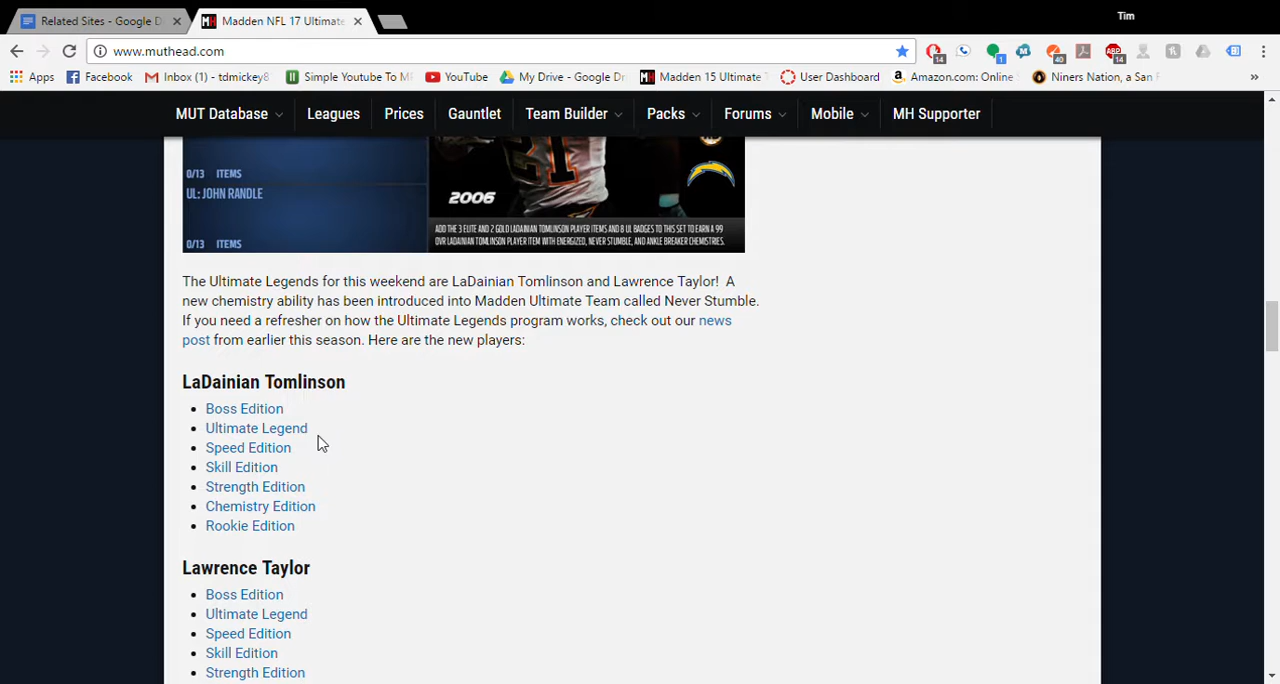 Related Sites - Google D
Madden NFL 17 Ultimate
Tim
www.muthead.com
14
1
40
14
Apps
Facebook
Inbox (1) - tdmickey8
Simple Youtube To MP
YouTube
My Drive - Google Dr
Madden 15 Ultimate T
User Dashboard
Amazon.com: Online
Niners Nation, a San F
»
MUT Database
Leagues
Prices
Gauntlet
Team Builder
Packs
Forums
Mobile
MH Supporter
0/13 ITEMS
UL: JOHN RANDLE
0/13 ITEMS
21
2006
ADD THE 3 ELITE AND 2 GOLD LADAINIAN TOMLINSON PLAYER ITEMS AND 8 UL BADGES TO THIS SET TO EARN A 99
OVR LADAINIAN TOMLINSON PLAYER ITEM WITH ENERGIZED, NEVER STUMBLE, AND ANKLE BREAKER CHEMISTRIES.
The Ultimate Legends for this weekend are LaDainian Tomlinson and Lawrence Taylor! A
new chemistry ability has been introduced into Madden Ultimate Team called Never Stumble.
If you need a refresher on how the Ultimate Legends program works, check out our news
post from earlier this season. Here are the new players:
LaDainian Tomlinson
Boss Edition
Ultimate Legend
Speed Edition
Skill Edition
Strength Edition
Chemistry Edition
Rookie Edition
Lawrence Taylor
Boss Edition
Ultimate Legend
Speed Edition
Skill Edition
Strength Edition